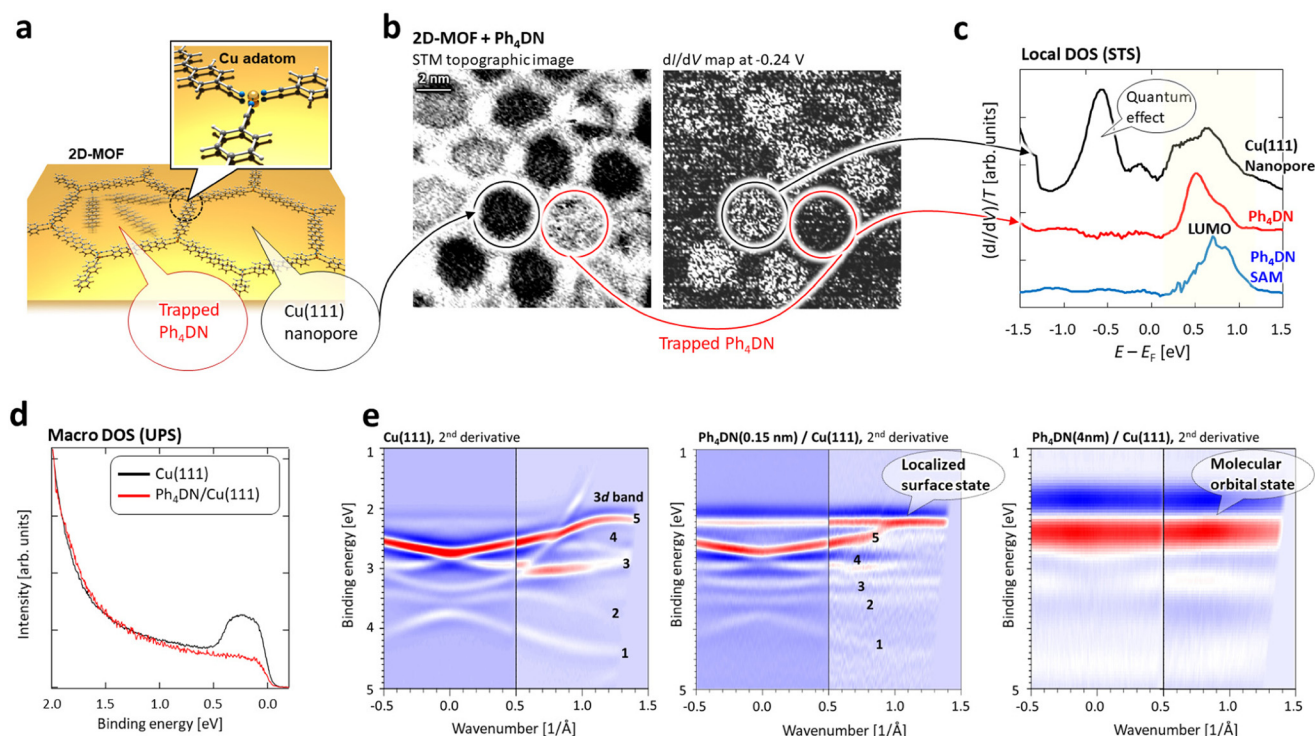 a
Cu adatom
2D-MOF
Trapped
Ph₄DN
Cu(111)
nanopore
b
2D-MOF + Ph₄DN
STM topographic image
2 nm
dI/dV map at -0.24 V
Trapped Ph₄DN
c
Local DOS (STS)
(dI/dV)/T [arb. units]
Quantum
effect
Cu(111)
Nanopore
Ph₄DN
LUMO
Ph₄DN
SAM
-1.5 -1.0 -0.5 0.0 0.5 1.0 1.5
E – E_F [eV]
d
Macro DOS (UPS)
Intensity [arb. units]
Cu(111)
Ph₄DN/Cu(111)
2.0 1.5 1.0 0.5 0.0
Binding energy [eV]
e
Cu(111), 2ⁿᵈ derivative
Binding energy [eV]
1
2
3
4
5
3d band
5
4
3
2
1
-0.5 0.0 0.5 1.0 1.5
Wavenumber [1/Å]
Ph₄DN(0.15 nm) / Cu(111), 2ⁿᵈ derivative
Localized
surface state
Binding energy [eV]
1
5
5
4
3
2
1
-0.5 0.0 0.5 1.0 1.5
Wavenumber [1/Å]
Ph₄DN(4nm) / Cu(111), 2ⁿᵈ derivative
Molecular
orbital state
Binding energy [eV]
1
5
-0.5 0.0 0.5 1.0 1.5
Wavenumber [1/Å]